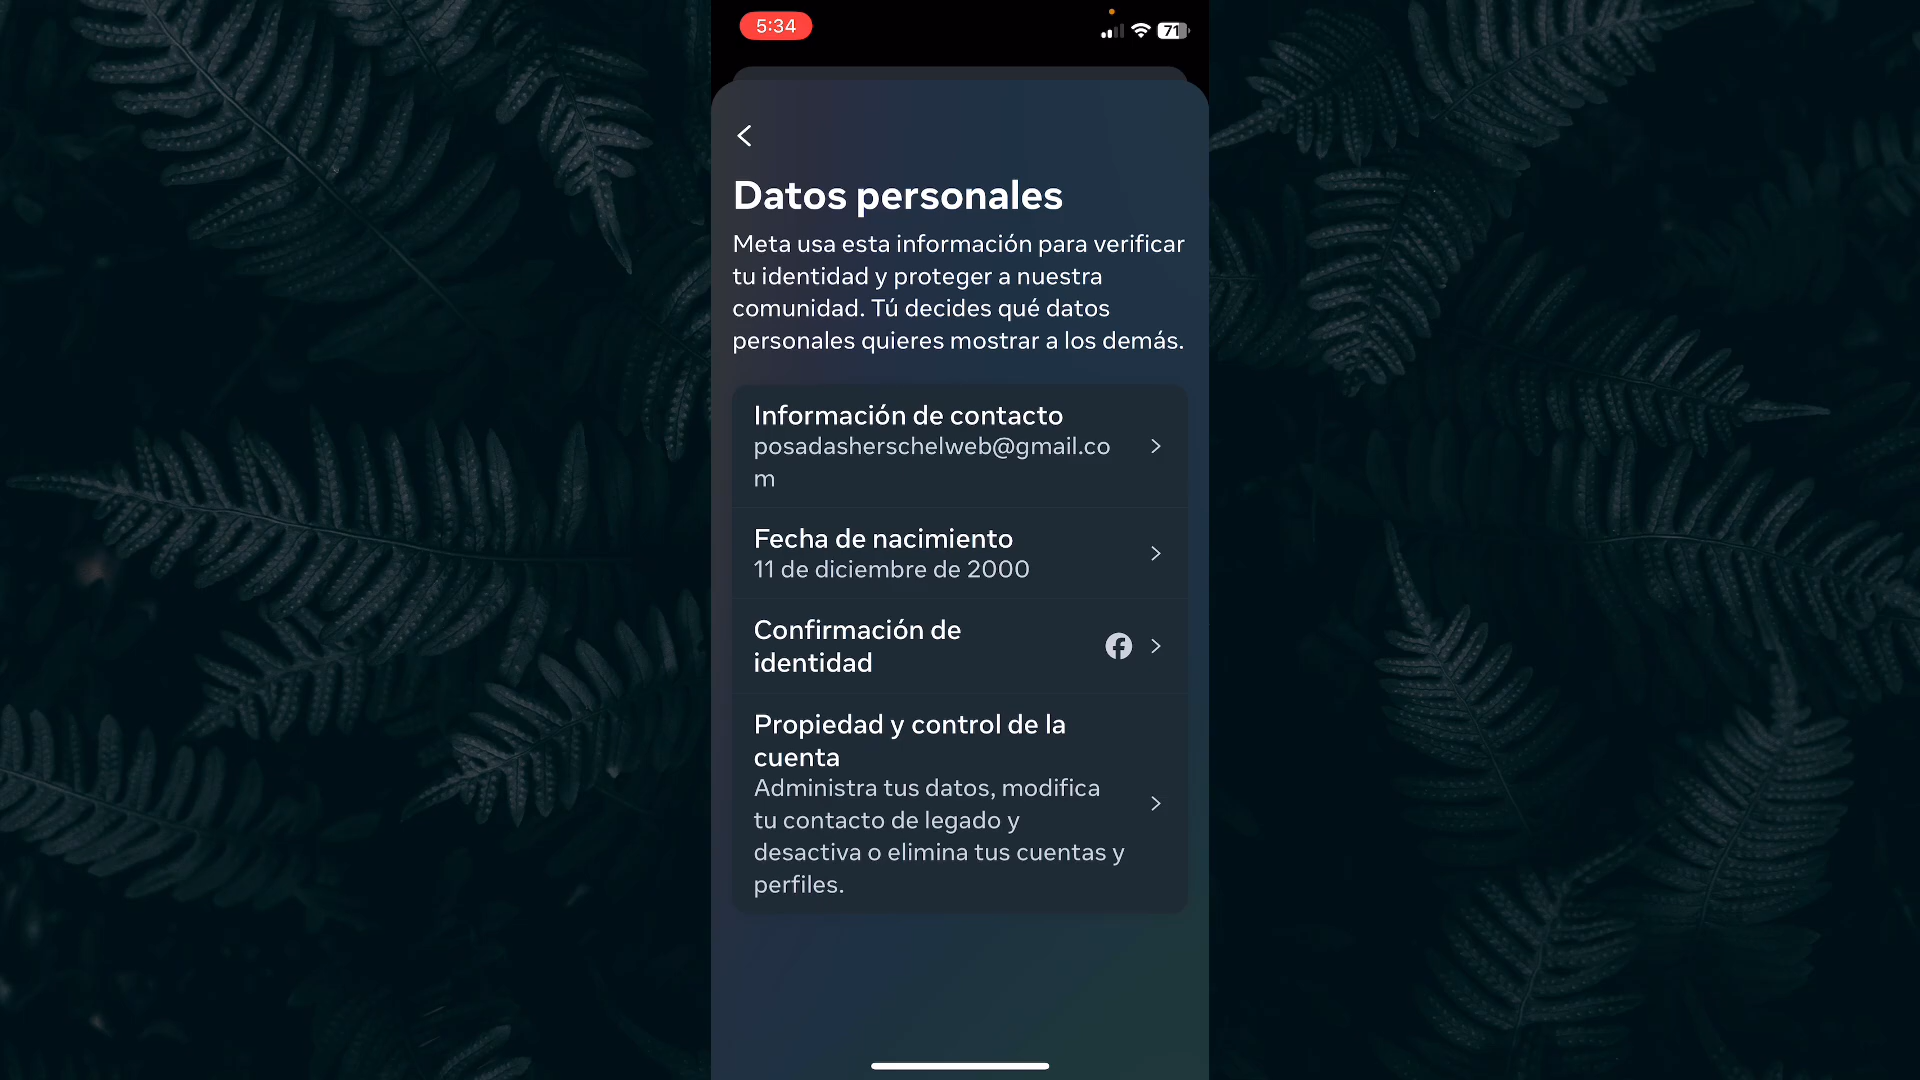 5:34
71
Datos personales
Meta usa esta información para verificar
tu identidad y proteger a nuestra
comunidad. Tú decides qué datos
personales quieres mostrar a los demás.
Información de contacto
posadasherschelweb@gmail.co
m
Fecha de nacimiento
11 de diciembre de 2000
Confirmación de
identidad
Propiedad y control de la
cuenta
Administra tus datos, modifica
tu contacto de legado y
desactiva o elimina tus cuentas y
perfiles.